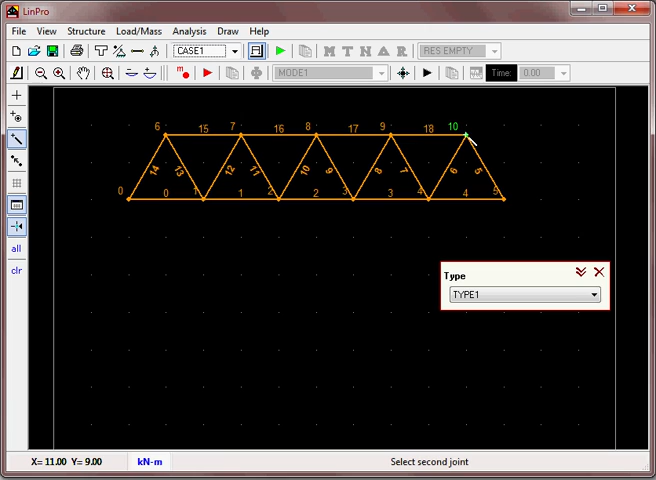 LinPro
File View Structure Load/Mass Analysis Draw Help
CASE1 M T N A R RES EMPTY
m MODE1 Time: 0.00
6 15 7 16 8 17 9 18 10
14 13 12 11 10 9 8 7 6 5
0 0 1 1 2 2 3 3 4 4 5
all
clr
Type
TYPE1
X= 11.00 Y= 9.00 kN-m Select second joint